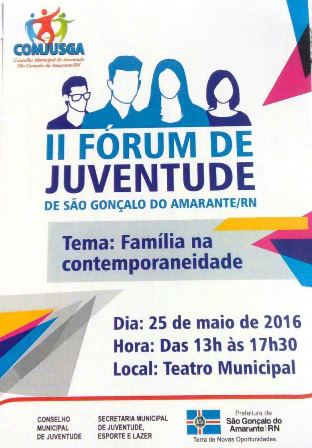 COMJUSGA
Conselho Municipal de Juventude
São Gonçalo do Amarante/RN
II FÓRUM DE
JUVENTUDE
DE SÃO GONÇALO DO AMARANTE/RN
Tema: Família na
contemporaneidade
Dia: 25 de maio de 2016
Hora: Das 13h às 17h30
Local: Teatro Municipal
CONSELHO
MUNICIPAL
DE JUVENTUDE
SECRETARIA MUNICIPAL
DE JUVENTUDE,
ESPORTE E LAZER
Prefeitura de
São Gonçalo do
Amarante RN
Terra de Novas Oportunidades.